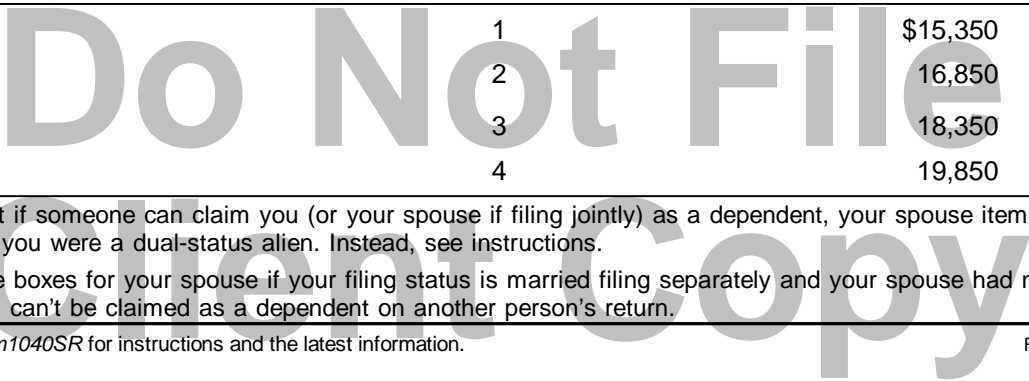 1 $15,350
2 16,850
3 18,350
4 19,850
if someone can claim you (or your spouse if filing jointly) as a dependent, your spouse
you were a dual-status alien. Instead, see instructions.
boxes for your spouse if your filing status is married filing separately and your spouse had
can't be claimed as a dependent on another person's return.
1040SR for instructions and the latest information.
Do Not File
Client Copy